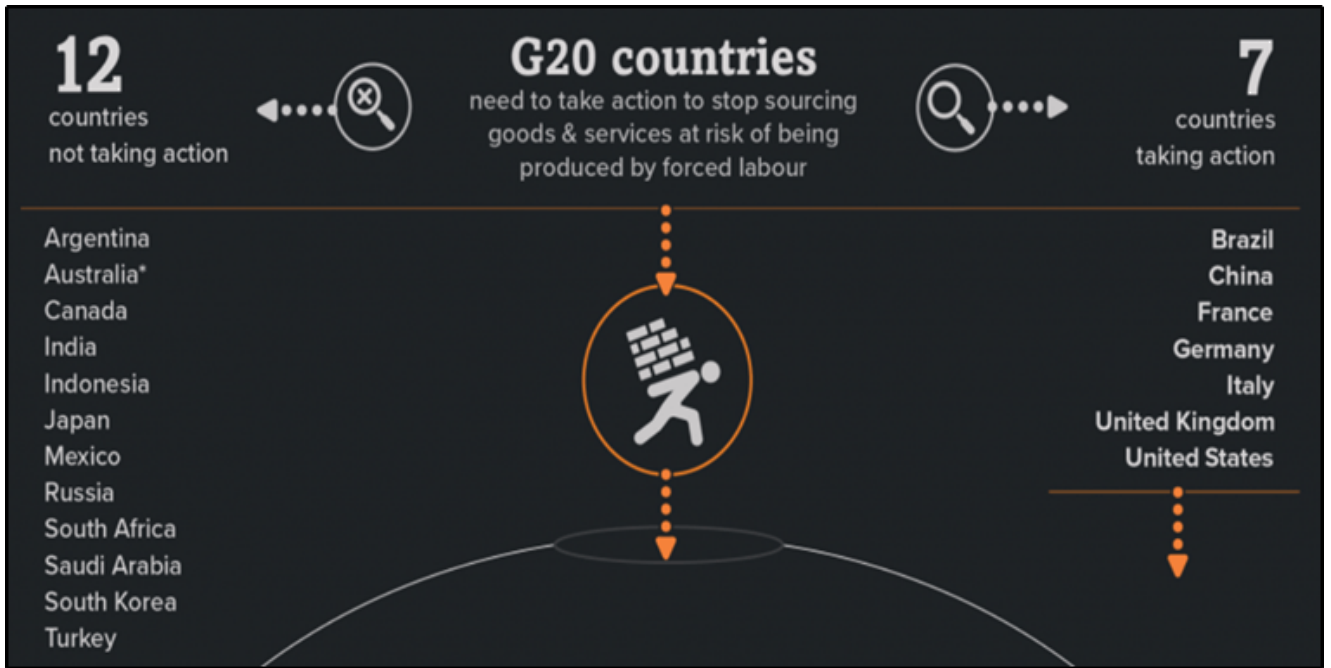 12
countries
not taking action
G20 countries
need to take action to stop sourcing
goods & services at risk of being
produced by forced labour
7
countries
taking action
Argentina
Australia*
Canada
India
Indonesia
Japan
Mexico
Russia
South Africa
Saudi Arabia
South Korea
Turkey
Brazil
China
France
Germany
Italy
United Kingdom
United States